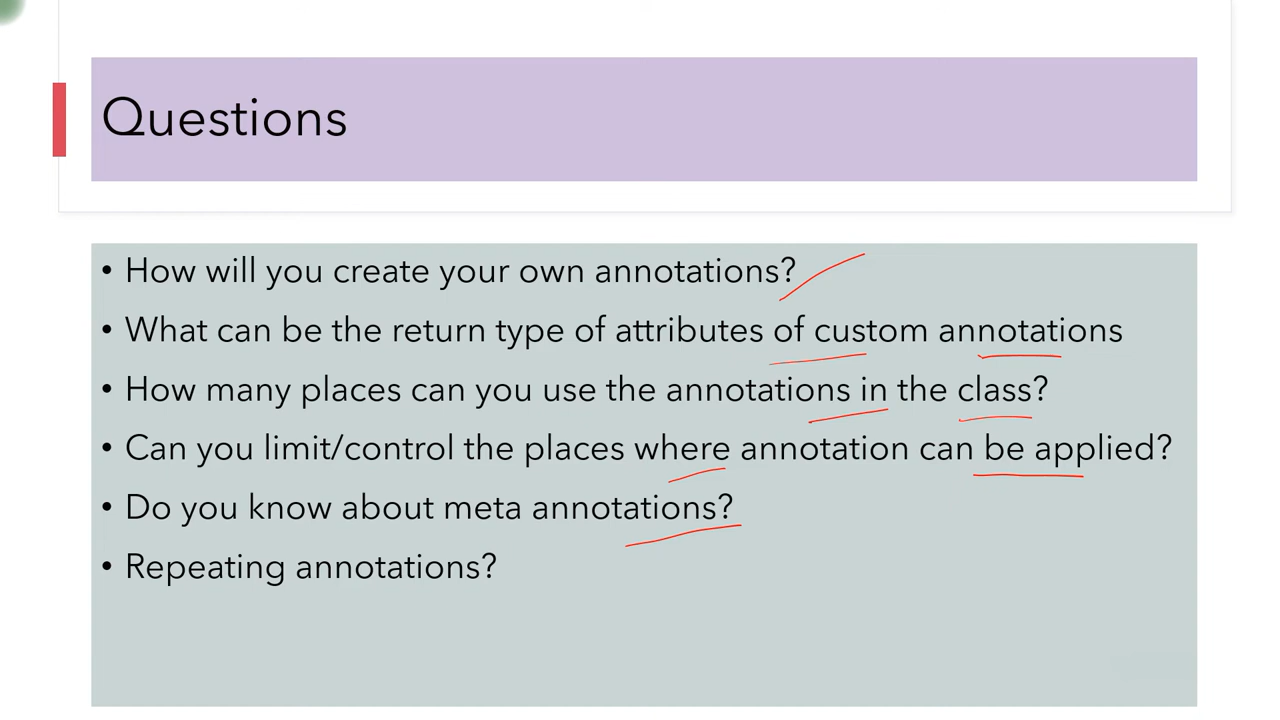 Questions
• How will you create your own annotations?
• What can be the return type of attributes of custom annotations
• How many places can you use the annotations in the class?
• Can you limit/control the places where annotation can be applied?
• Do you know about meta annotations?
• Repeating annotations?